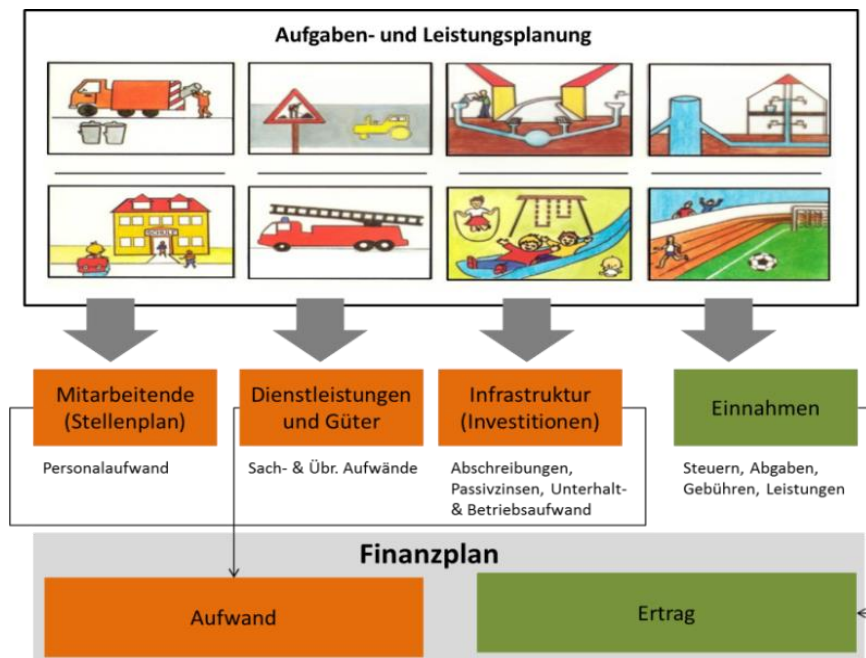 Aufgaben- und Leistungsplanung
SCHULE
Mitarbeitende
(Stellenplan)
Dienstleistungen
und Güter
Infrastruktur
(Investitionen)
Einnahmen
Personalaufwand
Sach- & Übr. Aufwände
Abschreibungen,
Passivzinsen, Unterhalt-
& Betriebsaufwand
Steuern, Abgaben,
Gebühren, Leistungen
Finanzplan
Aufwand
Ertrag